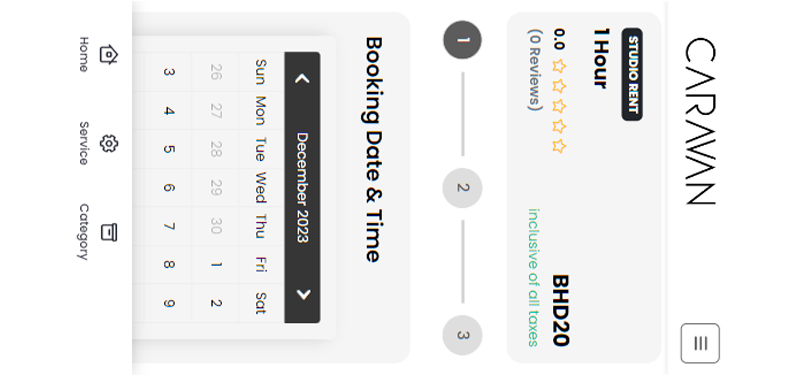 CARAVAN
STUDIO RENT
1 Hour
0.0
(0 Reviews)
BHD20
inclusive of all taxes
1 2 3
Booking Date & Time
December 2023
Sun Mon Tue Wed Thu Fri Sat
26 27 28 29 30 1 2
3 4 5 6 7 8 9
Home Service Category